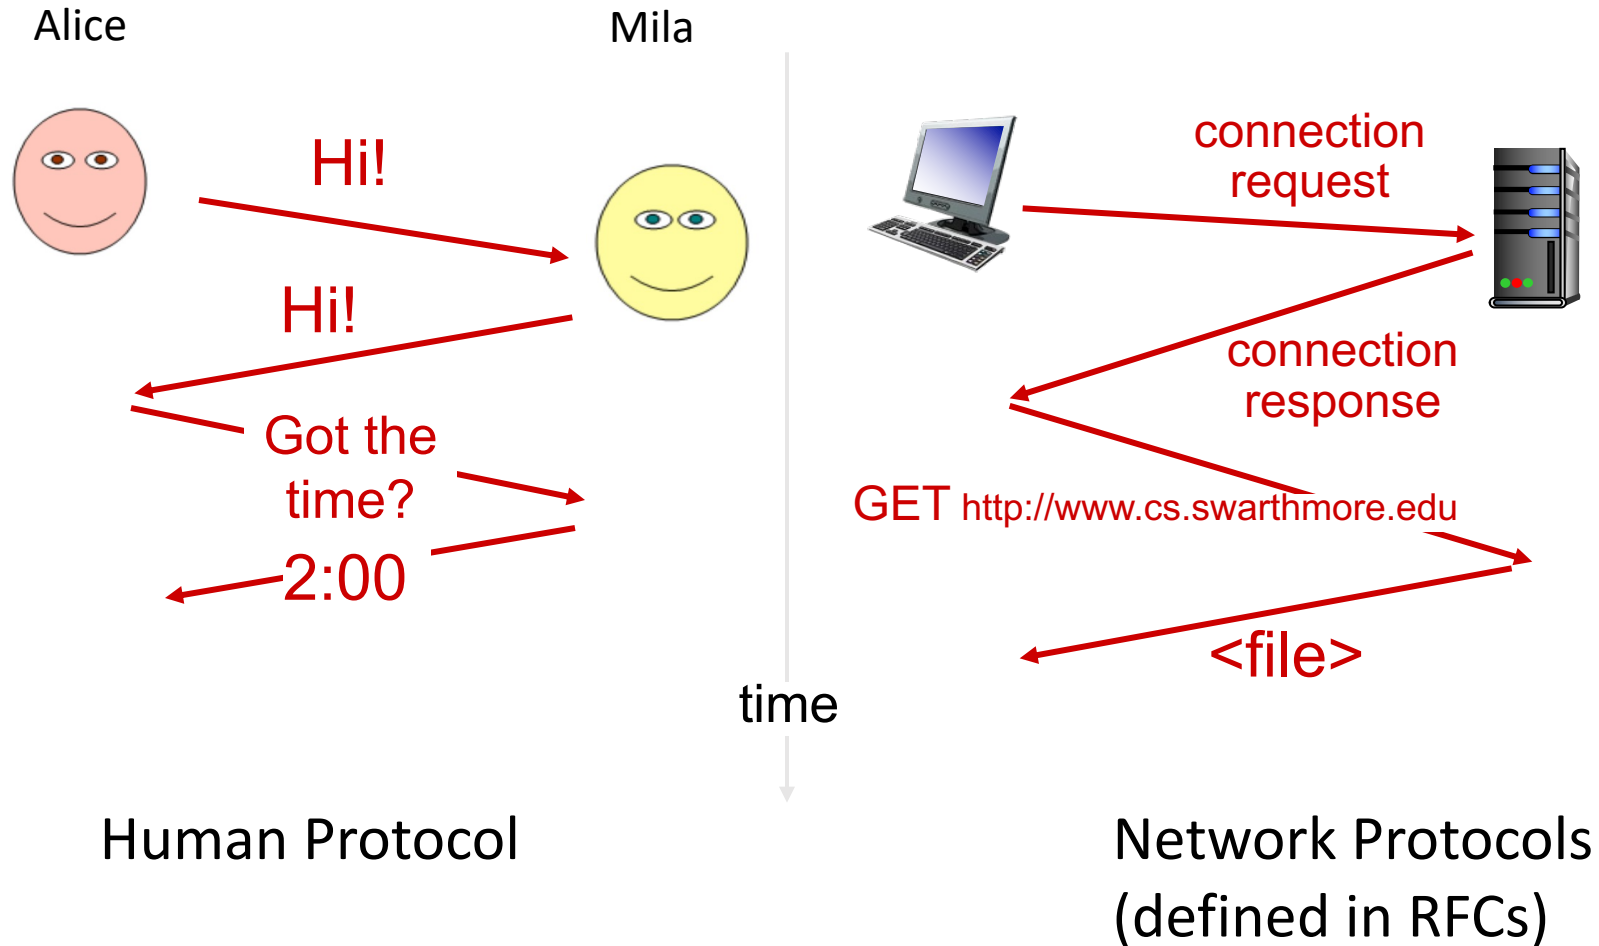 Alice
Mila
Hi!
Hi!
Got the
time?
2:00
connection
request
connection
response
GET http://www.cs.swarthmore.edu
<file>
time
Human Protocol
Network Protocols
(defined in RFCs)